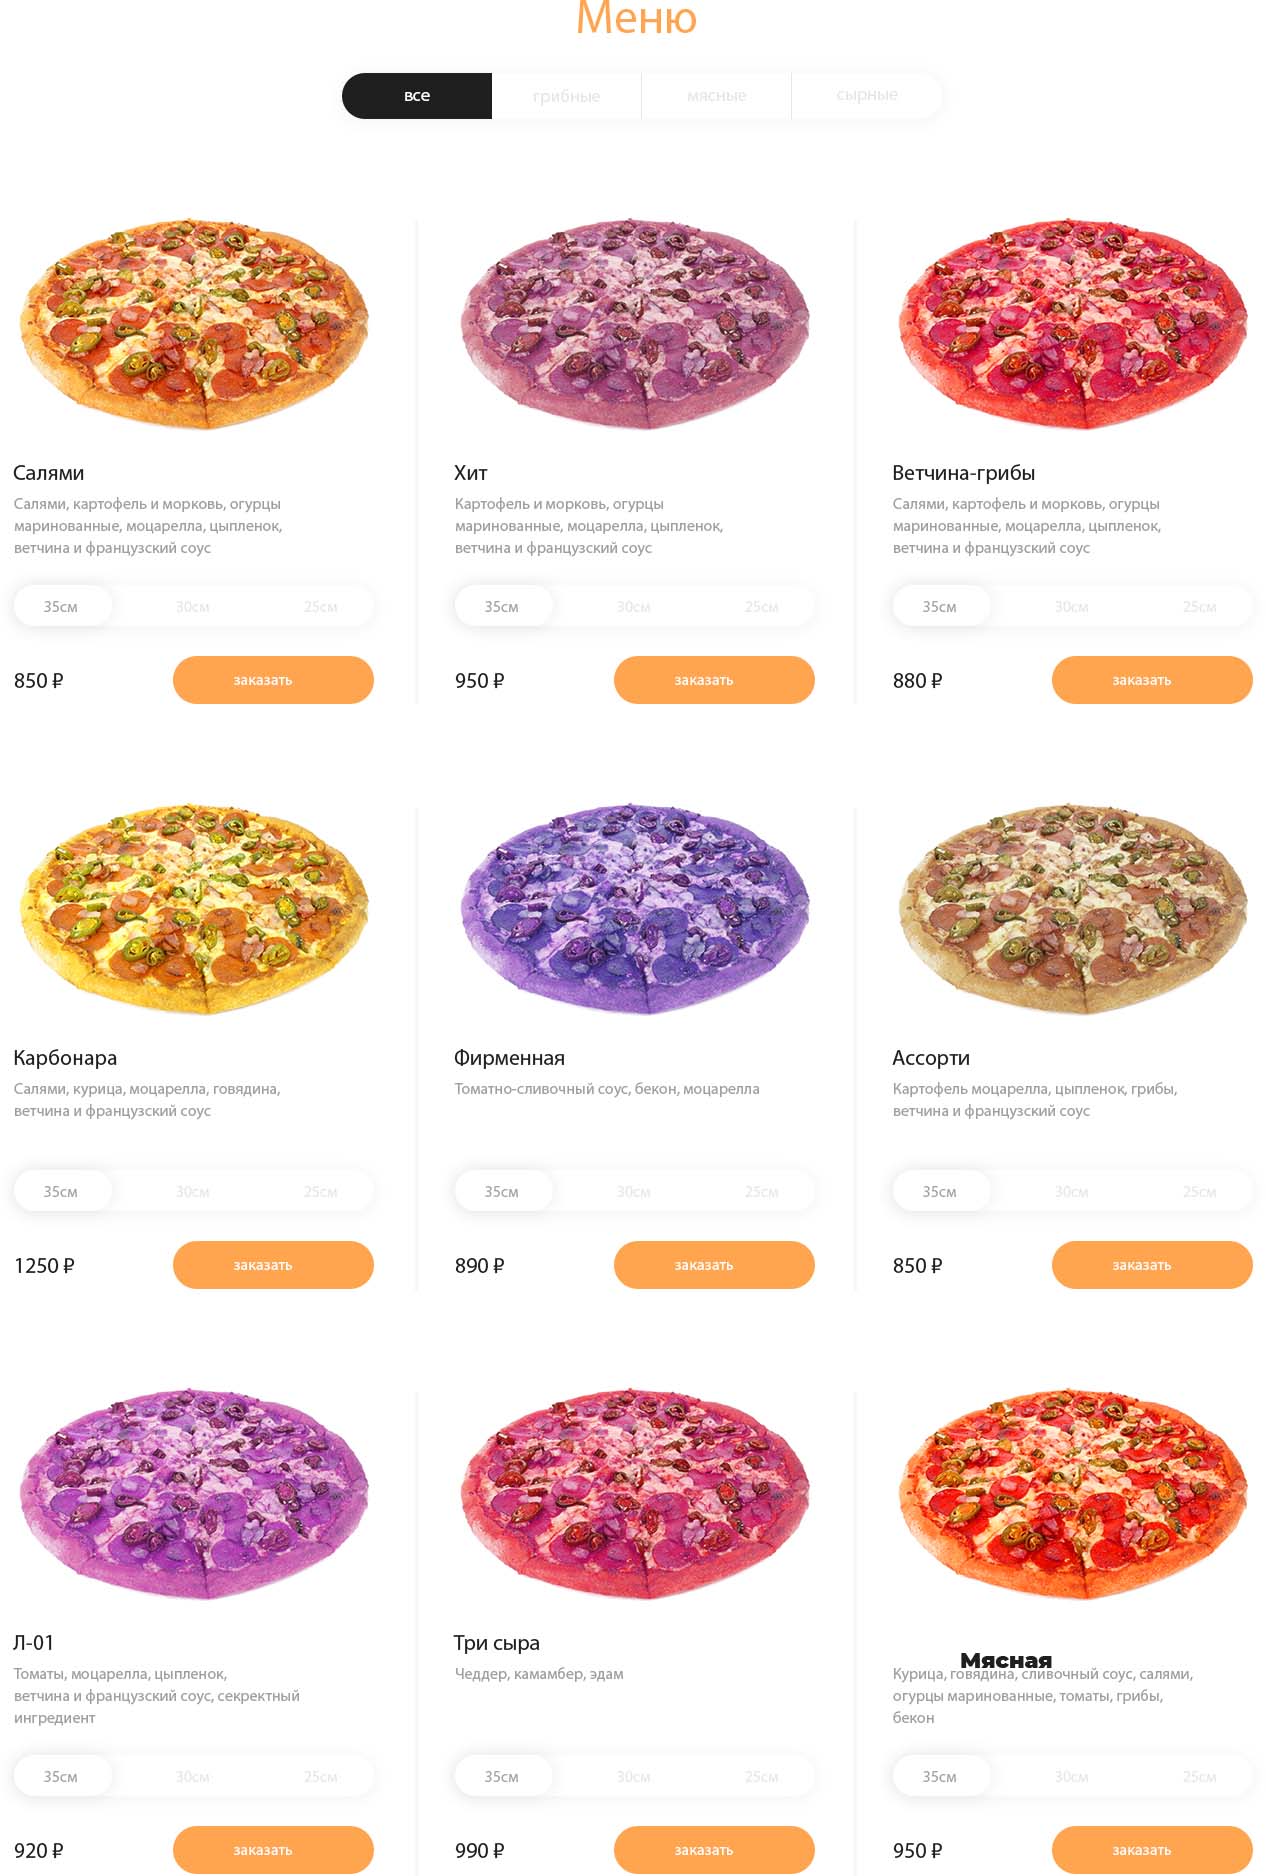 Меню
все
грибные
мясные
сырные
Салями
Салями, картофель и морковь, огурцы
маринованные, моцарелла, цыпленок,
ветчина и французский соус
35см
30см
25см
850 ₽
заказать
Хит
Картофель и морковь, огурцы
маринованные, моцарелла, цыпленок,
ветчина и французский соус
35см
30см
25см
950 ₽
заказать
Ветчина-грибы
Салями, картофель и морковь, огурцы
маринованные, моцарелла, цыпленок,
ветчина и французский соус
35см
30см
25см
880 ₽
заказать
Карбонара
Салями, курица, моцарелла, говядина,
ветчина и французский соус
35см
30см
25см
1250 ₽
заказать
Фирменная
Томатно-сливочный соус, бекон, моцарелла
35см
30см
25см
890 ₽
заказать
Ассорти
Картофель моцарелла, цыпленок, грибы,
ветчина и французский соус
35см
30см
25см
850 ₽
заказать
Л-01
Томаты, моцарелла, цыпленок,
ветчина и французский соус, секректный
ингредиент
35см
30см
25см
920 ₽
заказать
Три сыра
Чеддер, камамбер, эдам
35см
30см
25см
990 ₽
заказать
Мясная
Курица, говядина, сливочный соус, салями,
огурцы маринованные, томаты, грибы,
бекон
35см
30см
25см
950 ₽
заказать